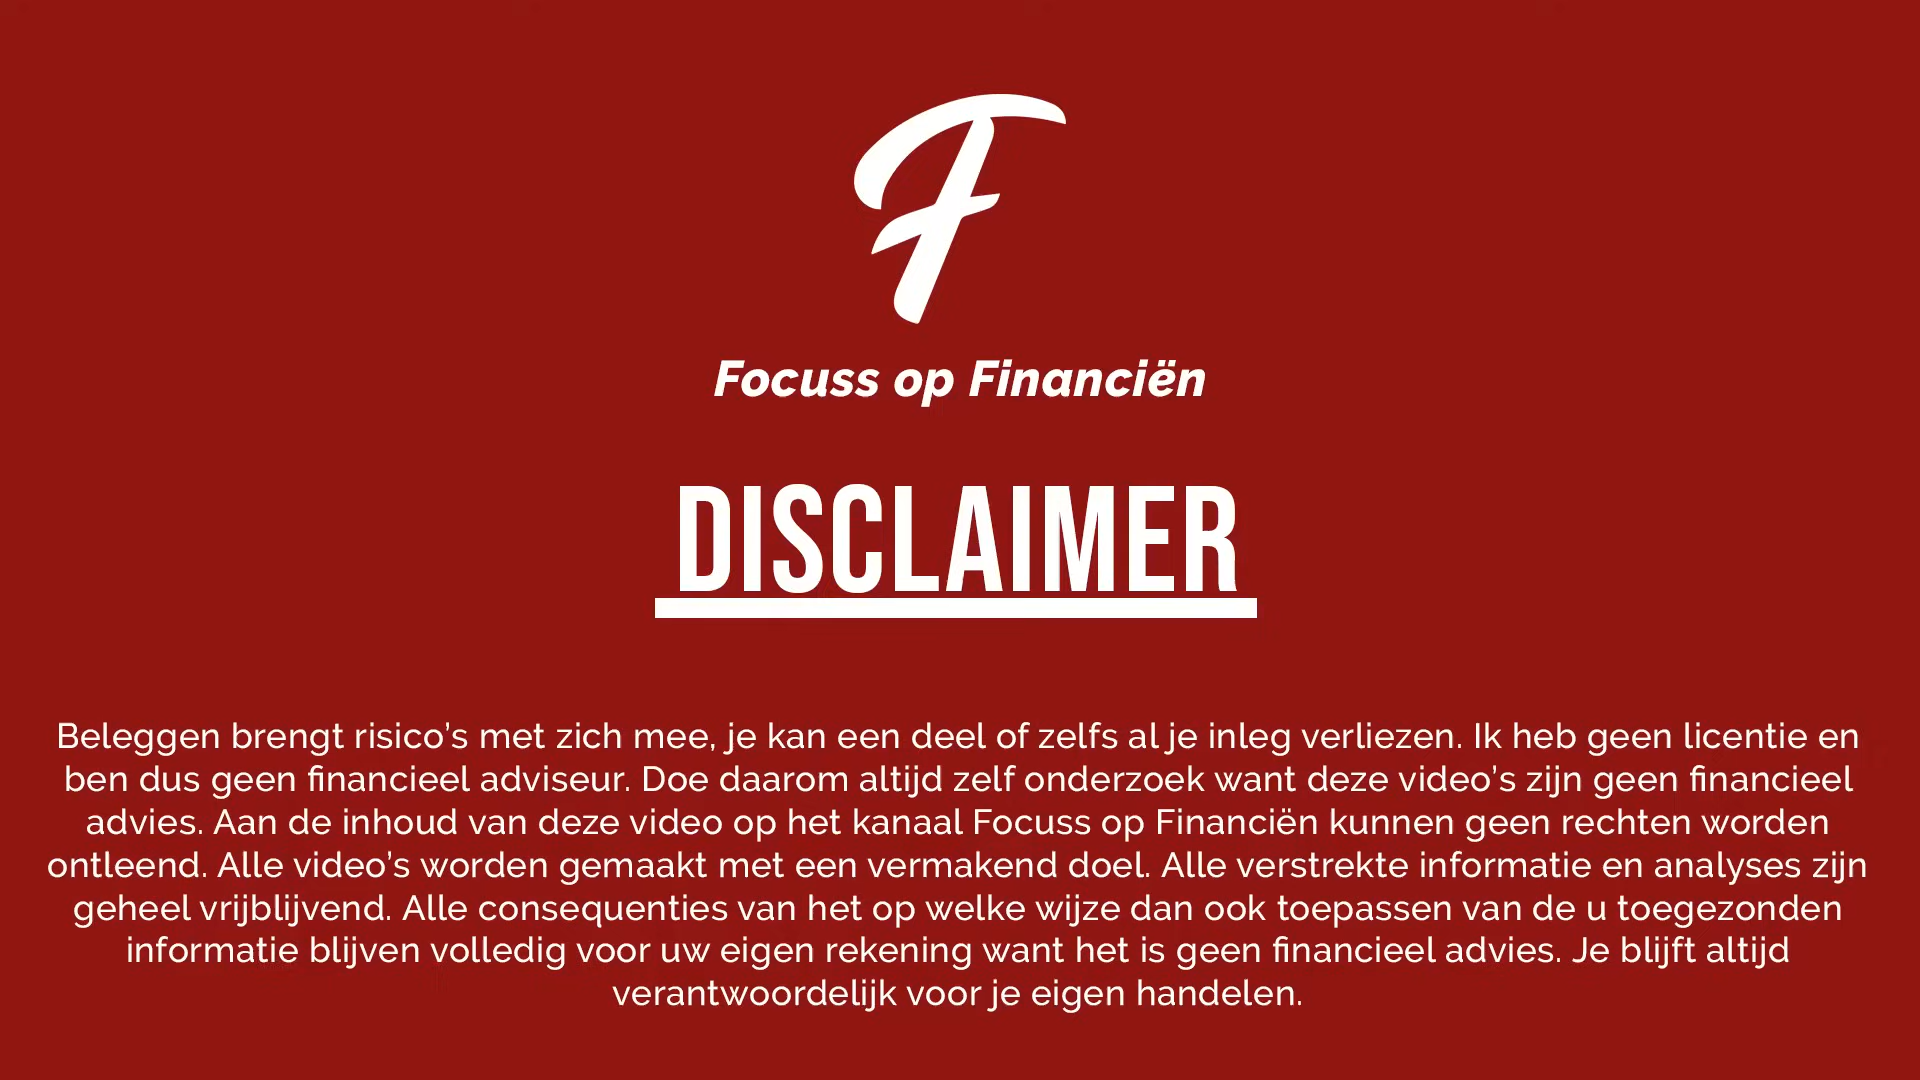 F
Focuss op Financiën
DISCLAIMER
Beleggen brengt risico’s met zich mee, je kan een deel of zelfs al je inleg verliezen. Ik heb geen licentie en
ben dus geen financieel adviseur. Doe daarom altijd zelf onderzoek want deze video’s zijn geen financieel
advies. Aan de inhoud van deze video op het kanaal Focuss op Financiën kunnen geen rechten worden
ontleend. Alle video’s worden gemaakt met een vermakend doel. Alle verstrekte informatie en analyses zijn
geheel vrijblijvend. Alle consequenties van het op welke wijze dan ook toepassen van de u toegezonden
informatie blijven volledig voor uw eigen rekening want het is geen financieel advies. Je blijft altijd
verantwoordelijk voor je eigen handelen.